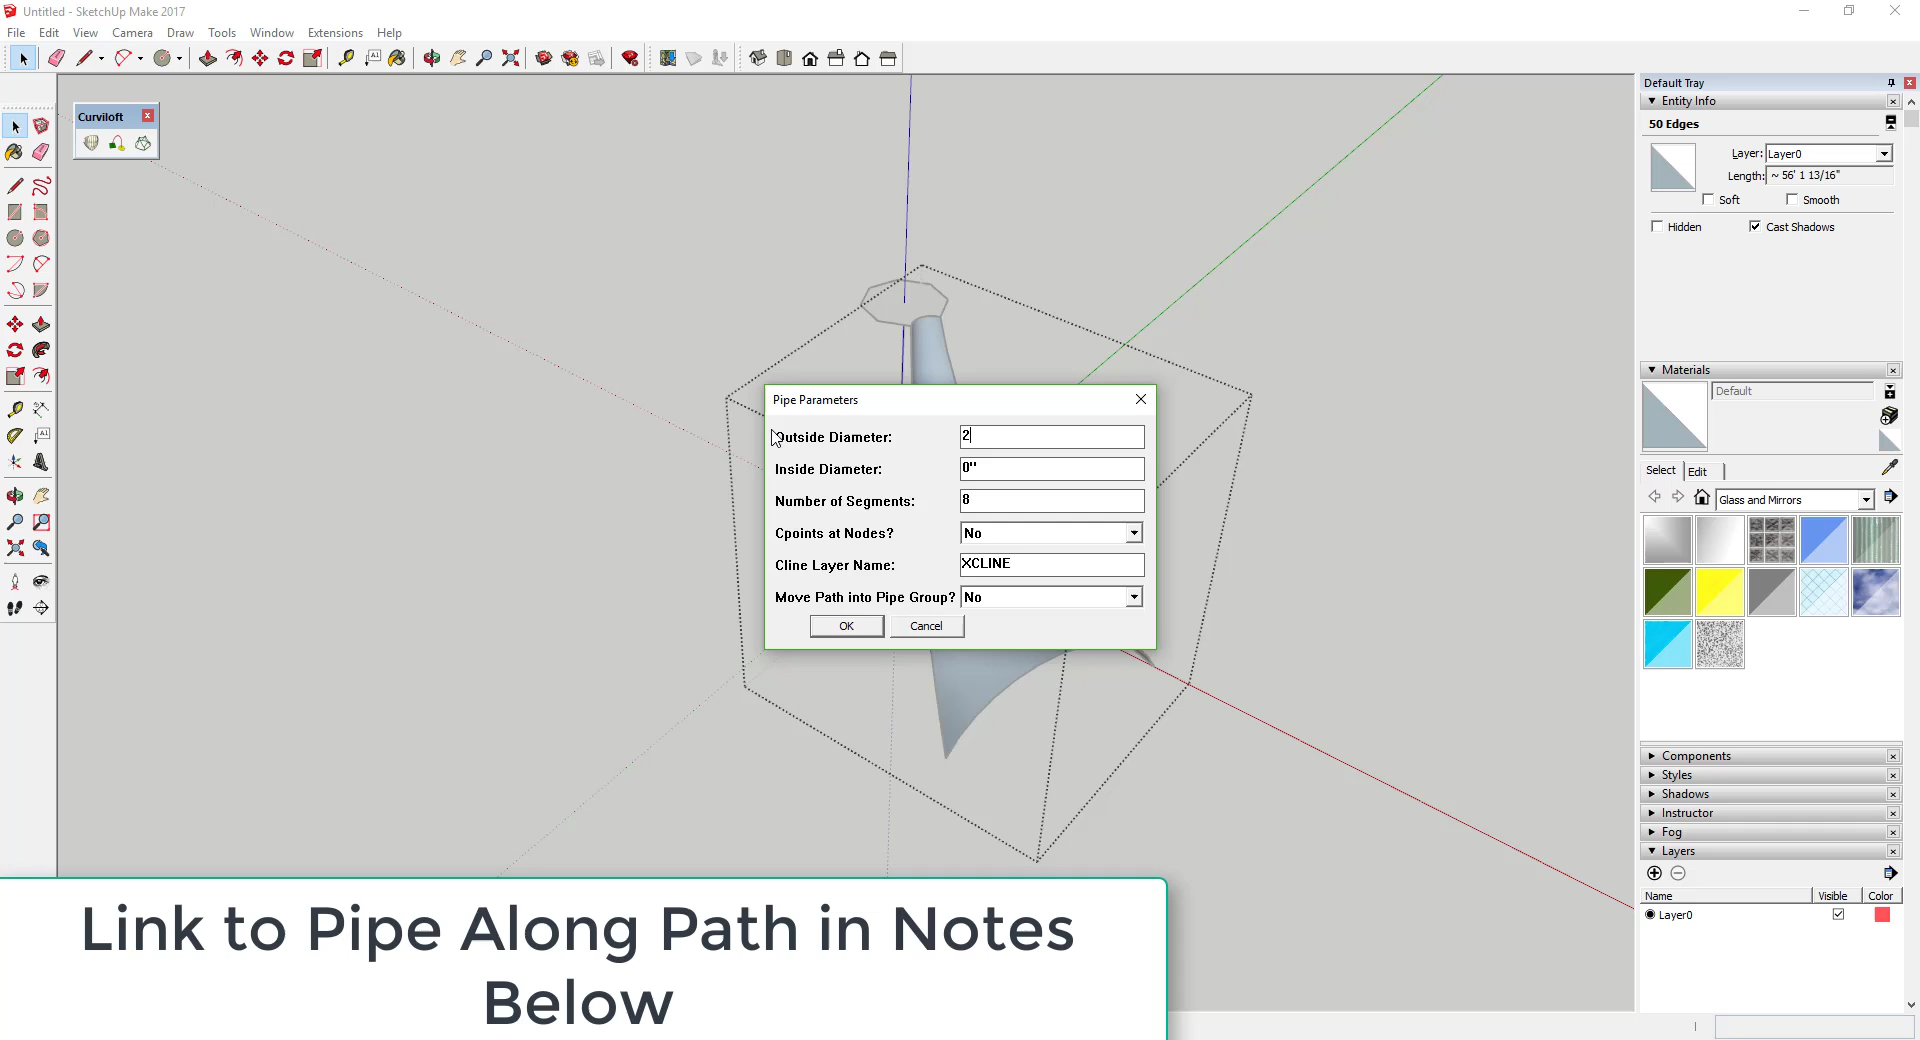 Untitled - SketchUp Make 2017
File Edit View Camera Draw Tools Window Extensions Help
Curviloft
Default Tray
Entity Info
50 Edges
Layer: Layer0
Length: ~ 56' 1 13/16"
Soft Smooth
Hidden Cast Shadows
Pipe Parameters
Outside Diameter: 2
Inside Diameter: 0"
Number of Segments: 8
Cpoints at Nodes? No
Cline Layer Name: XCLINE
Move Path into Pipe Group? No
OK Cancel
Materials
Default
Select Edit
Glass and Mirrors
Components
Styles
Shadows
Instructor
Fog
Layers
Name Visible Color
Layer0
Link to Pipe Along Path in Notes
Below